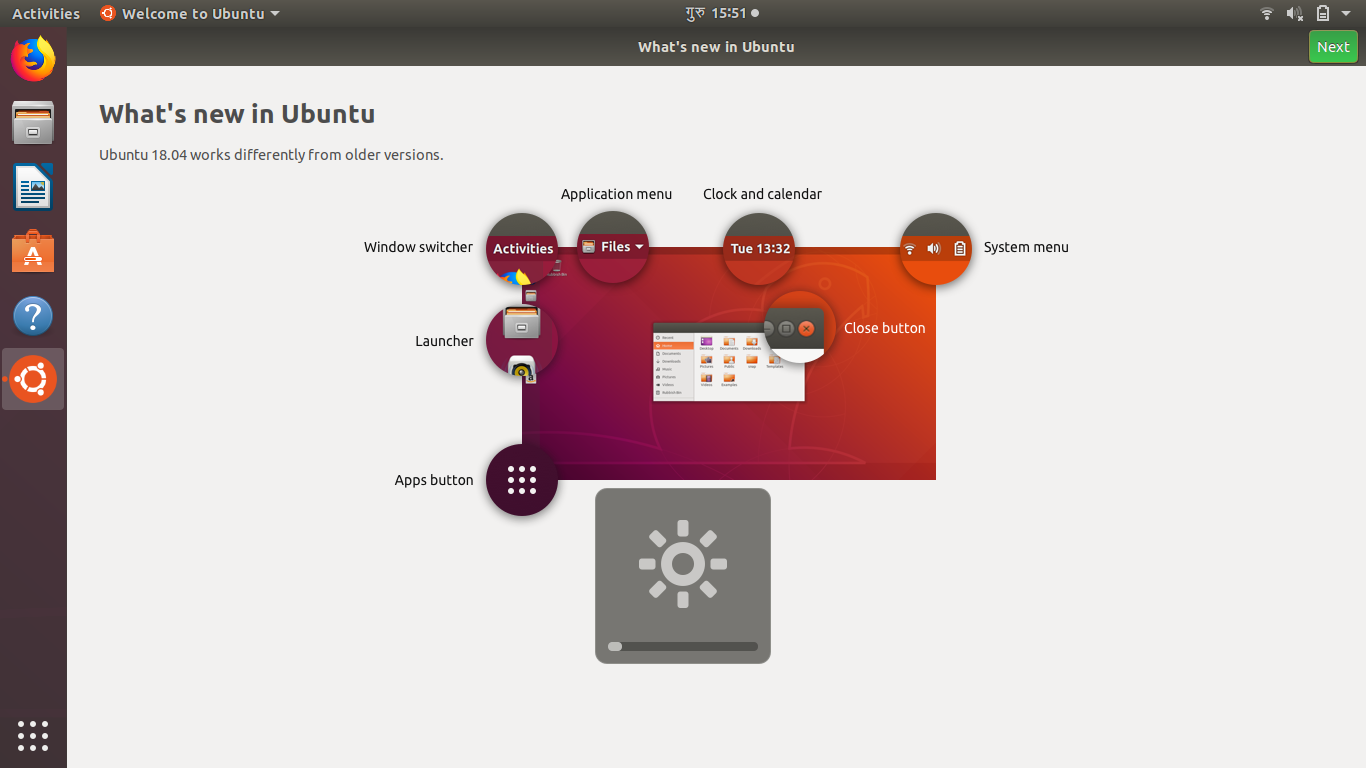 Activities Welcome to Ubuntu गुरु 15:51
What's new in Ubuntu Next
What's new in Ubuntu
Ubuntu 18.04 works differently from older versions.
Application menu Clock and calendar
Window switcher Activities Files Tue 13:32 System menu
Close button
Launcher
Apps button